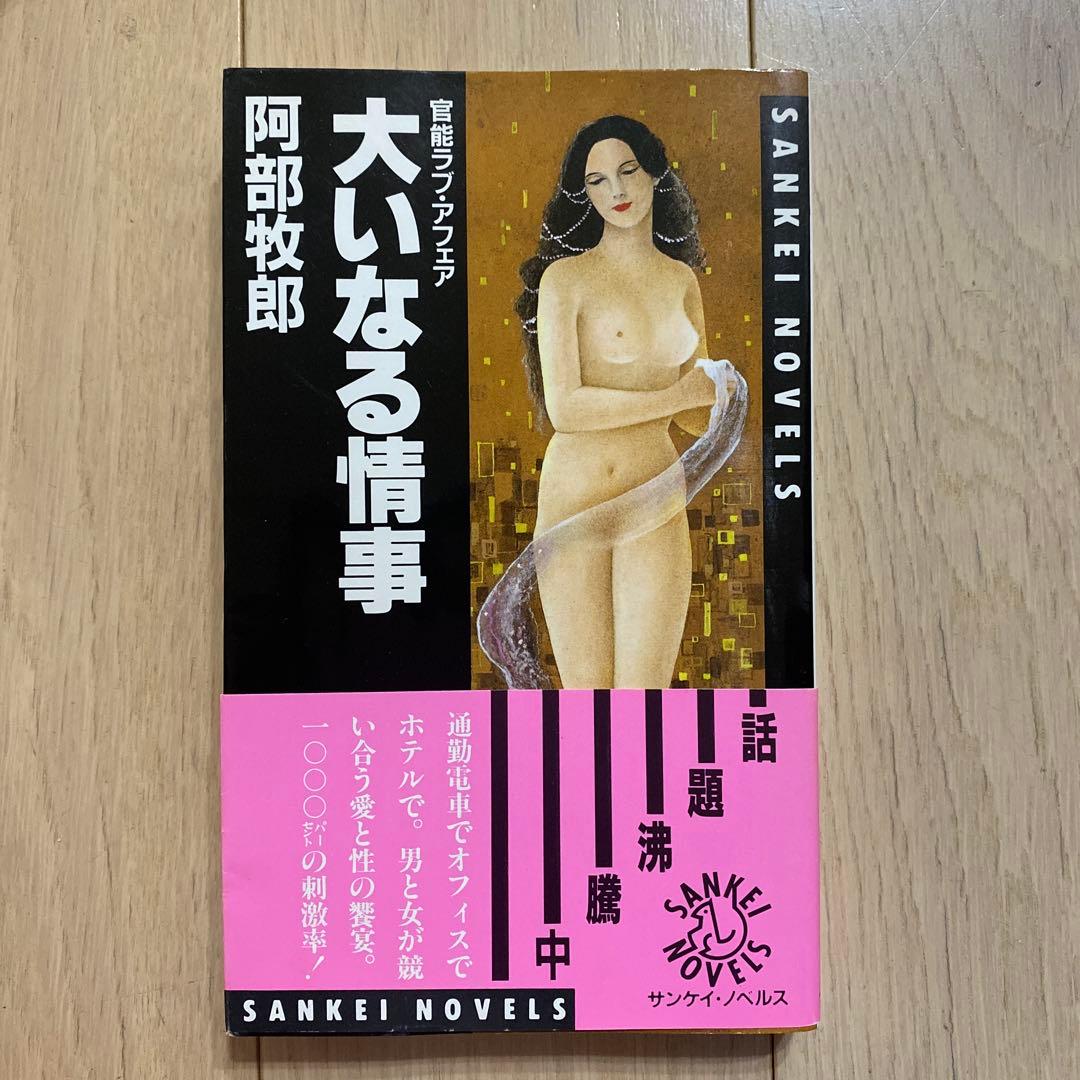 SANKEI NOVELS
官能ラブ・アフェア
大いなる情事
阿部牧郎
話題沸騰中
通勤電車でオフィスで
ホテルで。男と女が競
い合う愛と性の饗宴。
一〇〇〇パーセントの刺激率!
SANKEI
NOVELS
サンケイ・ノベルス
SANKEI NOVELS